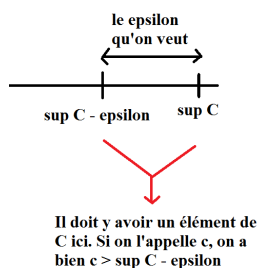 le epsilon
qu'on veut
sup C - epsilon
sup C
Il doit y avoir un élément de
C ici. Si on l'appelle c, on a
bien c > sup C - epsilon